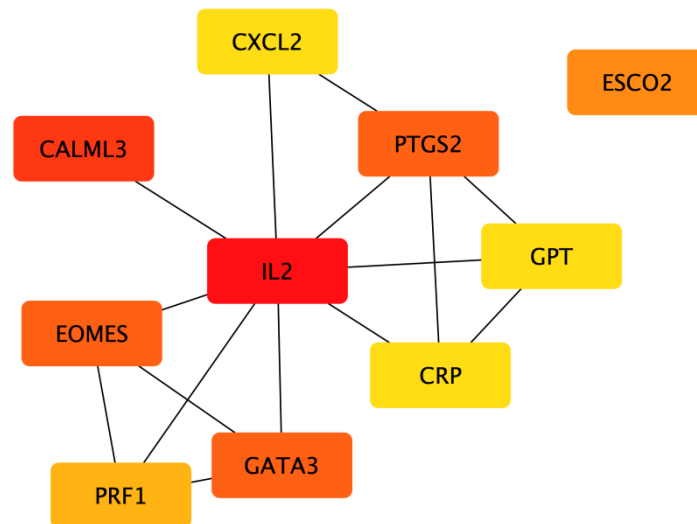 CXCL2
ESCO2
CALML3
PTGS2
GPT
IL2
EOMES
CRP
GATA3
PRF1